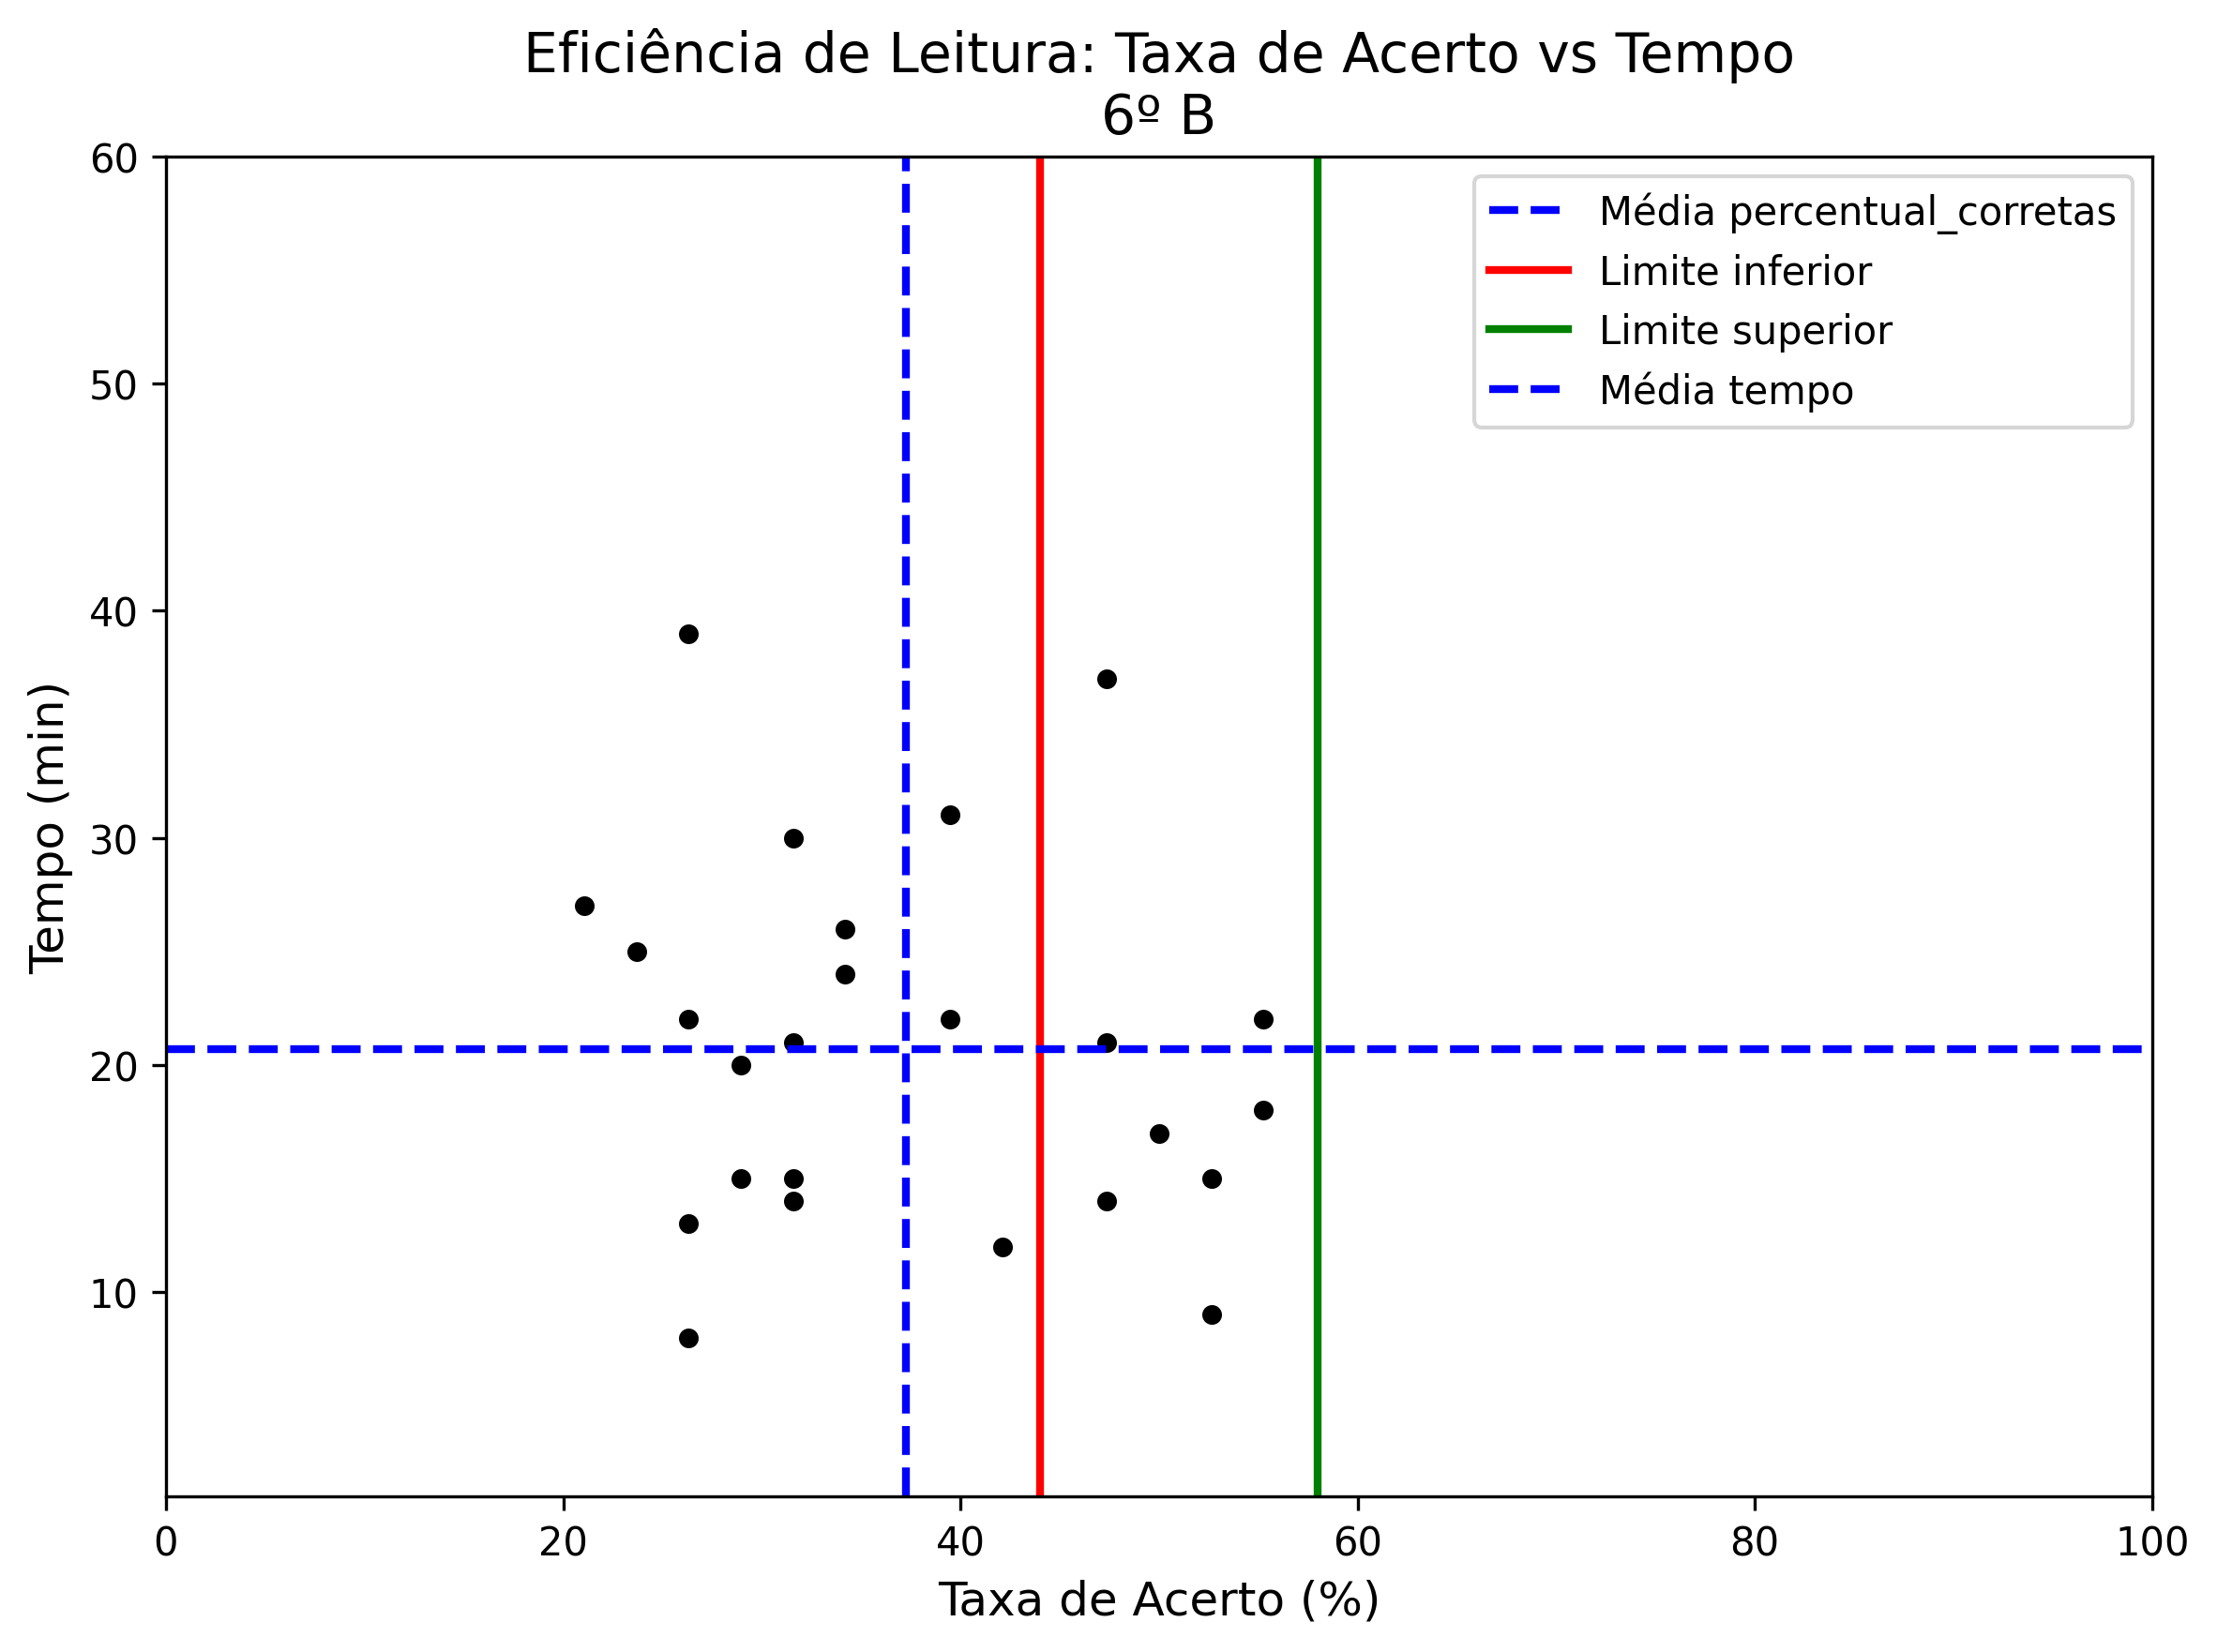 Eficiência de Leitura: Taxa de Acerto vs Tempo
6º B
Média percentual_corretas
Limite inferior
Limite superior
Média tempo
Tempo (min)
60
50
40
30
20
10
0 20 40 60 80 100
Taxa de Acerto (%)